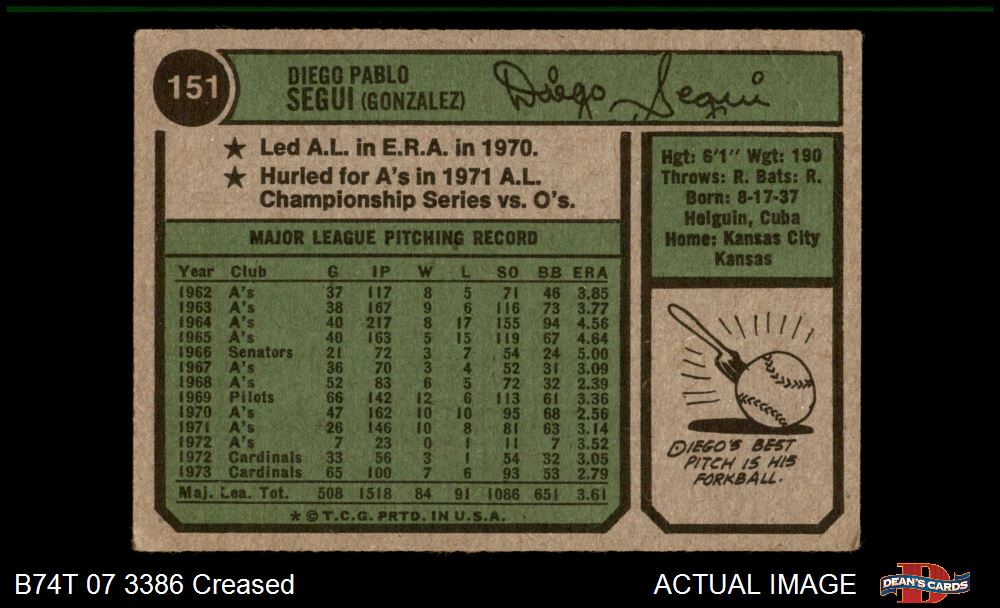 151
DIEGO PABLO
SEGUI (GONZALEZ)
Diego Segui
★ Led A.L. in E.R.A. in 1970.
★ Hurled for A's in 1971 A.L.
Championship Series vs. O's.
MAJOR LEAGUE PITCHING RECORD
Year Club G IP W L SO BB ERA
1962 A's 37 117 8 5 71 46 3.85
1963 A's 38 167 9 6 116 73 3.77
1964 A's 40 217 8 17 155 94 4.56
1965 A's 40 163 5 15 119 67 4.64
1966 Senators 21 72 3 7 54 24 5.00
1967 A's 36 70 3 4 52 31 3.09
1968 A's 52 83 6 5 72 32 2.39
1969 Pilots 66 142 12 6 113 61 3.36
1970 A's 47 162 10 10 95 68 2.56
1971 A's 26 146 10 8 81 63 3.14
1972 A's 7 23 0 1 11 7 3.52
1972 Cardinals 33 56 3 1 54 32 3.05
1973 Cardinals 65 100 7 6 93 53 2.79
Maj. Lea. Tot. 508 1518 84 91 1086 651 3.61
* © T.C.G. PRTD. IN U.S.A.
Hgt: 6'1" Wgt: 190
Throws: R. Bats: R.
Born: 8-17-37
Holguin, Cuba
Home: Kansas City
Kansas
DIEGO'S BEST
PITCH IS HIS
FORKBALL.
B74T 07 3386 Creased
ACTUAL IMAGE
D
DEAN'S CARDS